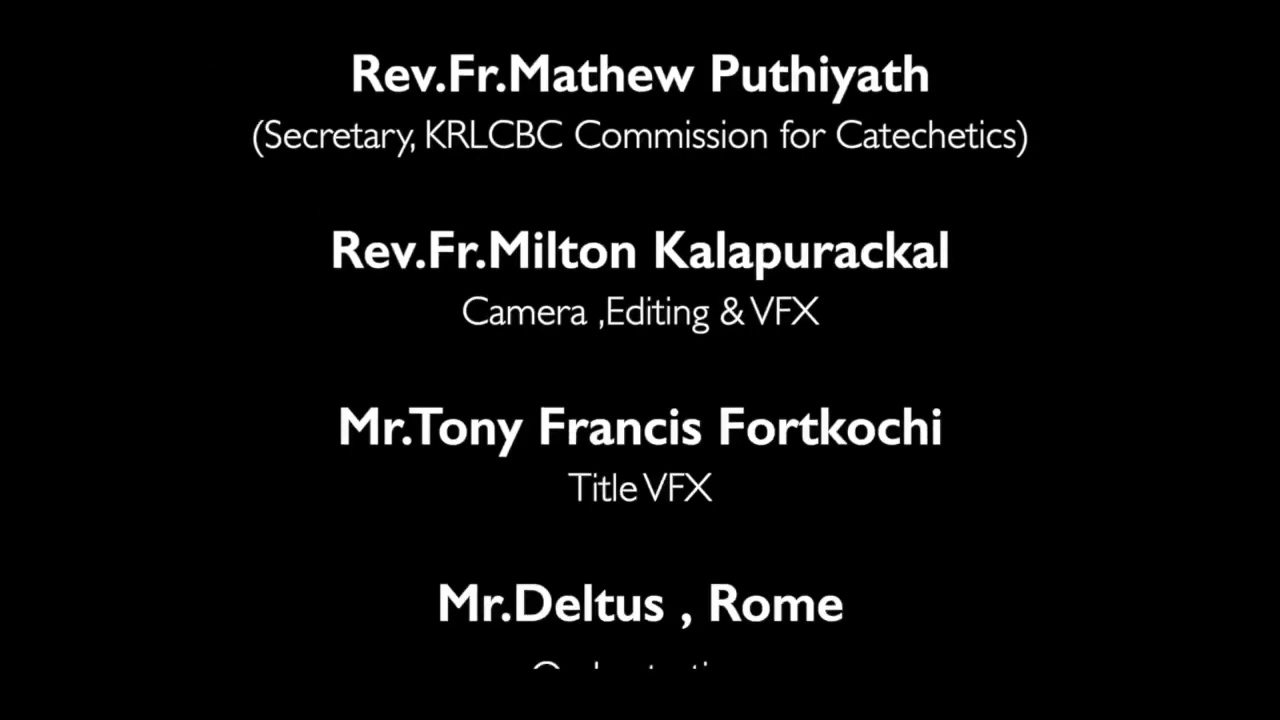 Rev.Fr.Mathew Puthiyath
(Secretary, KRLCBC Commission for Catechetics)
Rev.Fr.Milton Kalapurackal
Camera ,Editing & VFX
Mr.Tony Francis Fortkochi
Title VFX
Mr.Deltus , Rome